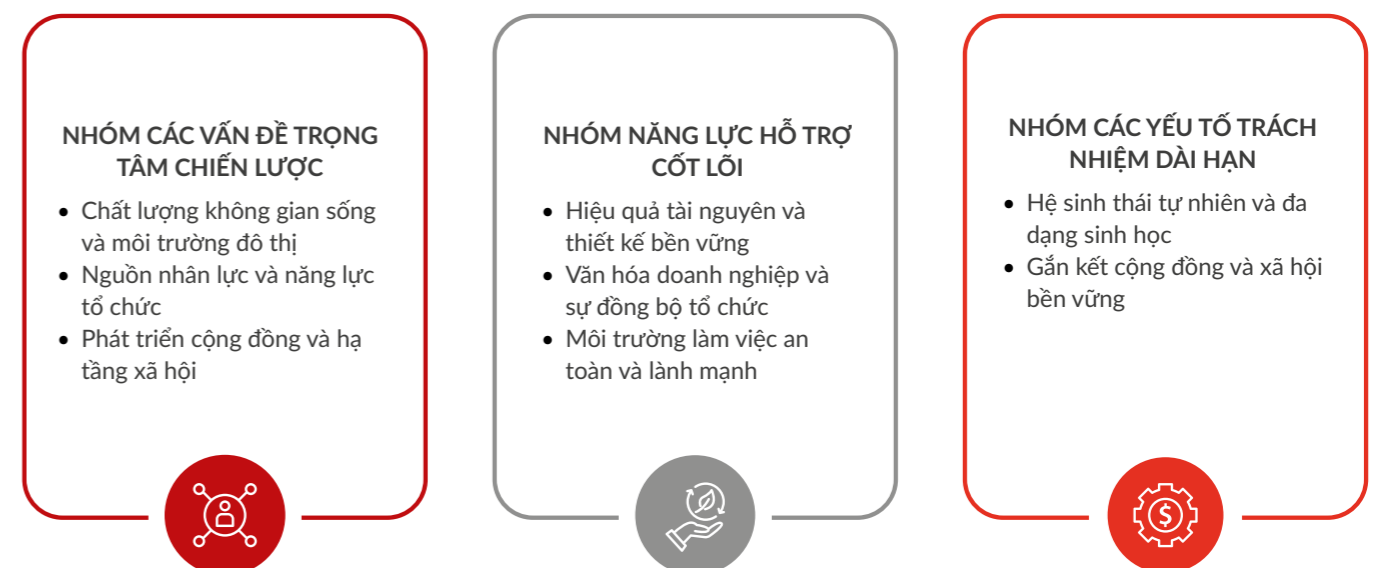 NHÓM CÁC VẤN ĐỀ TRỌNG
TÂM CHIẾN LƯỢC
• Chất lượng không gian sống
và môi trường đô thị
• Nguồn nhân lực và năng lực
tổ chức
• Phát triển cộng đồng và hạ
tầng xã hội
NHÓM NĂNG LỰC HỖ TRỢ
CỐT LÕI
• Hiệu quả tài nguyên và
thiết kế bền vững
• Văn hóa doanh nghiệp và
sự đồng bộ tổ chức
• Môi trường làm việc an
toàn và lành mạnh
NHÓM CÁC YẾU TỐ TRÁCH
NHIỆM DÀI HẠN
• Hệ sinh thái tự nhiên và đa
dạng sinh học
• Gắn kết cộng đồng và xã hội
bền vững
$